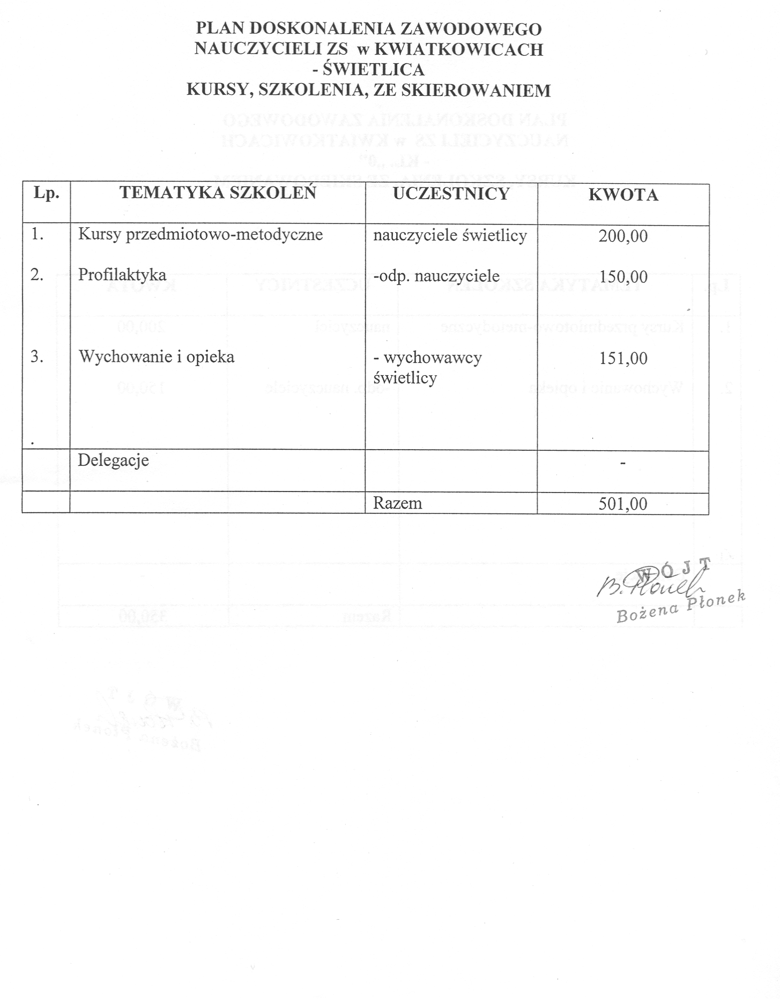 PLAN DOSKONALENIA ZAWODOWEGO
NAUCZYCIELI ZS w KWIATKOWICACH
- ŚWIETLICA
KURSY, SZKOLENIA, ZE SKIEROWANIEM
Lp. TEMATYKA SZKOLEŃ UCZESTNICY KWOTA
1. Kursy przedmiotowo-metodyczne nauczyciele świetlicy 200,00
2. Profilaktyka -odp. nauczyciele 150,00
3. Wychowanie i opieka - wychowawcy 151,00
świetlicy
.
Delegacje -
Razem 501,00
WÓJT
B. Płonek
Bożena Płonek